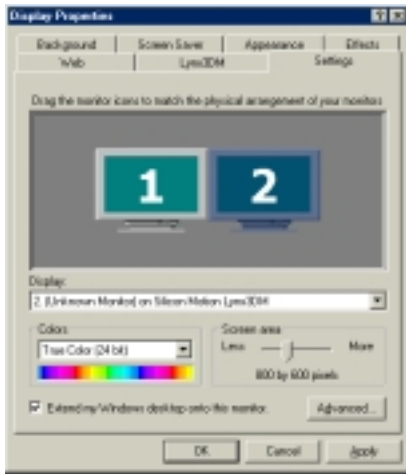 Display Properties
Background Screen Saver Appearance Effects
Web Lynx3DM Settings
Drag the monitor icons to match the physical arrangement of your monitors
1 2
Display:
2. (Unknown Monitor) on Silicon Motion Lynx3DM
Colors Screen area
True Color (24 bit) Less More
800 by 600 pixels
Extend my Windows desktop onto this monitor. Advanced...
OK Cancel Apply